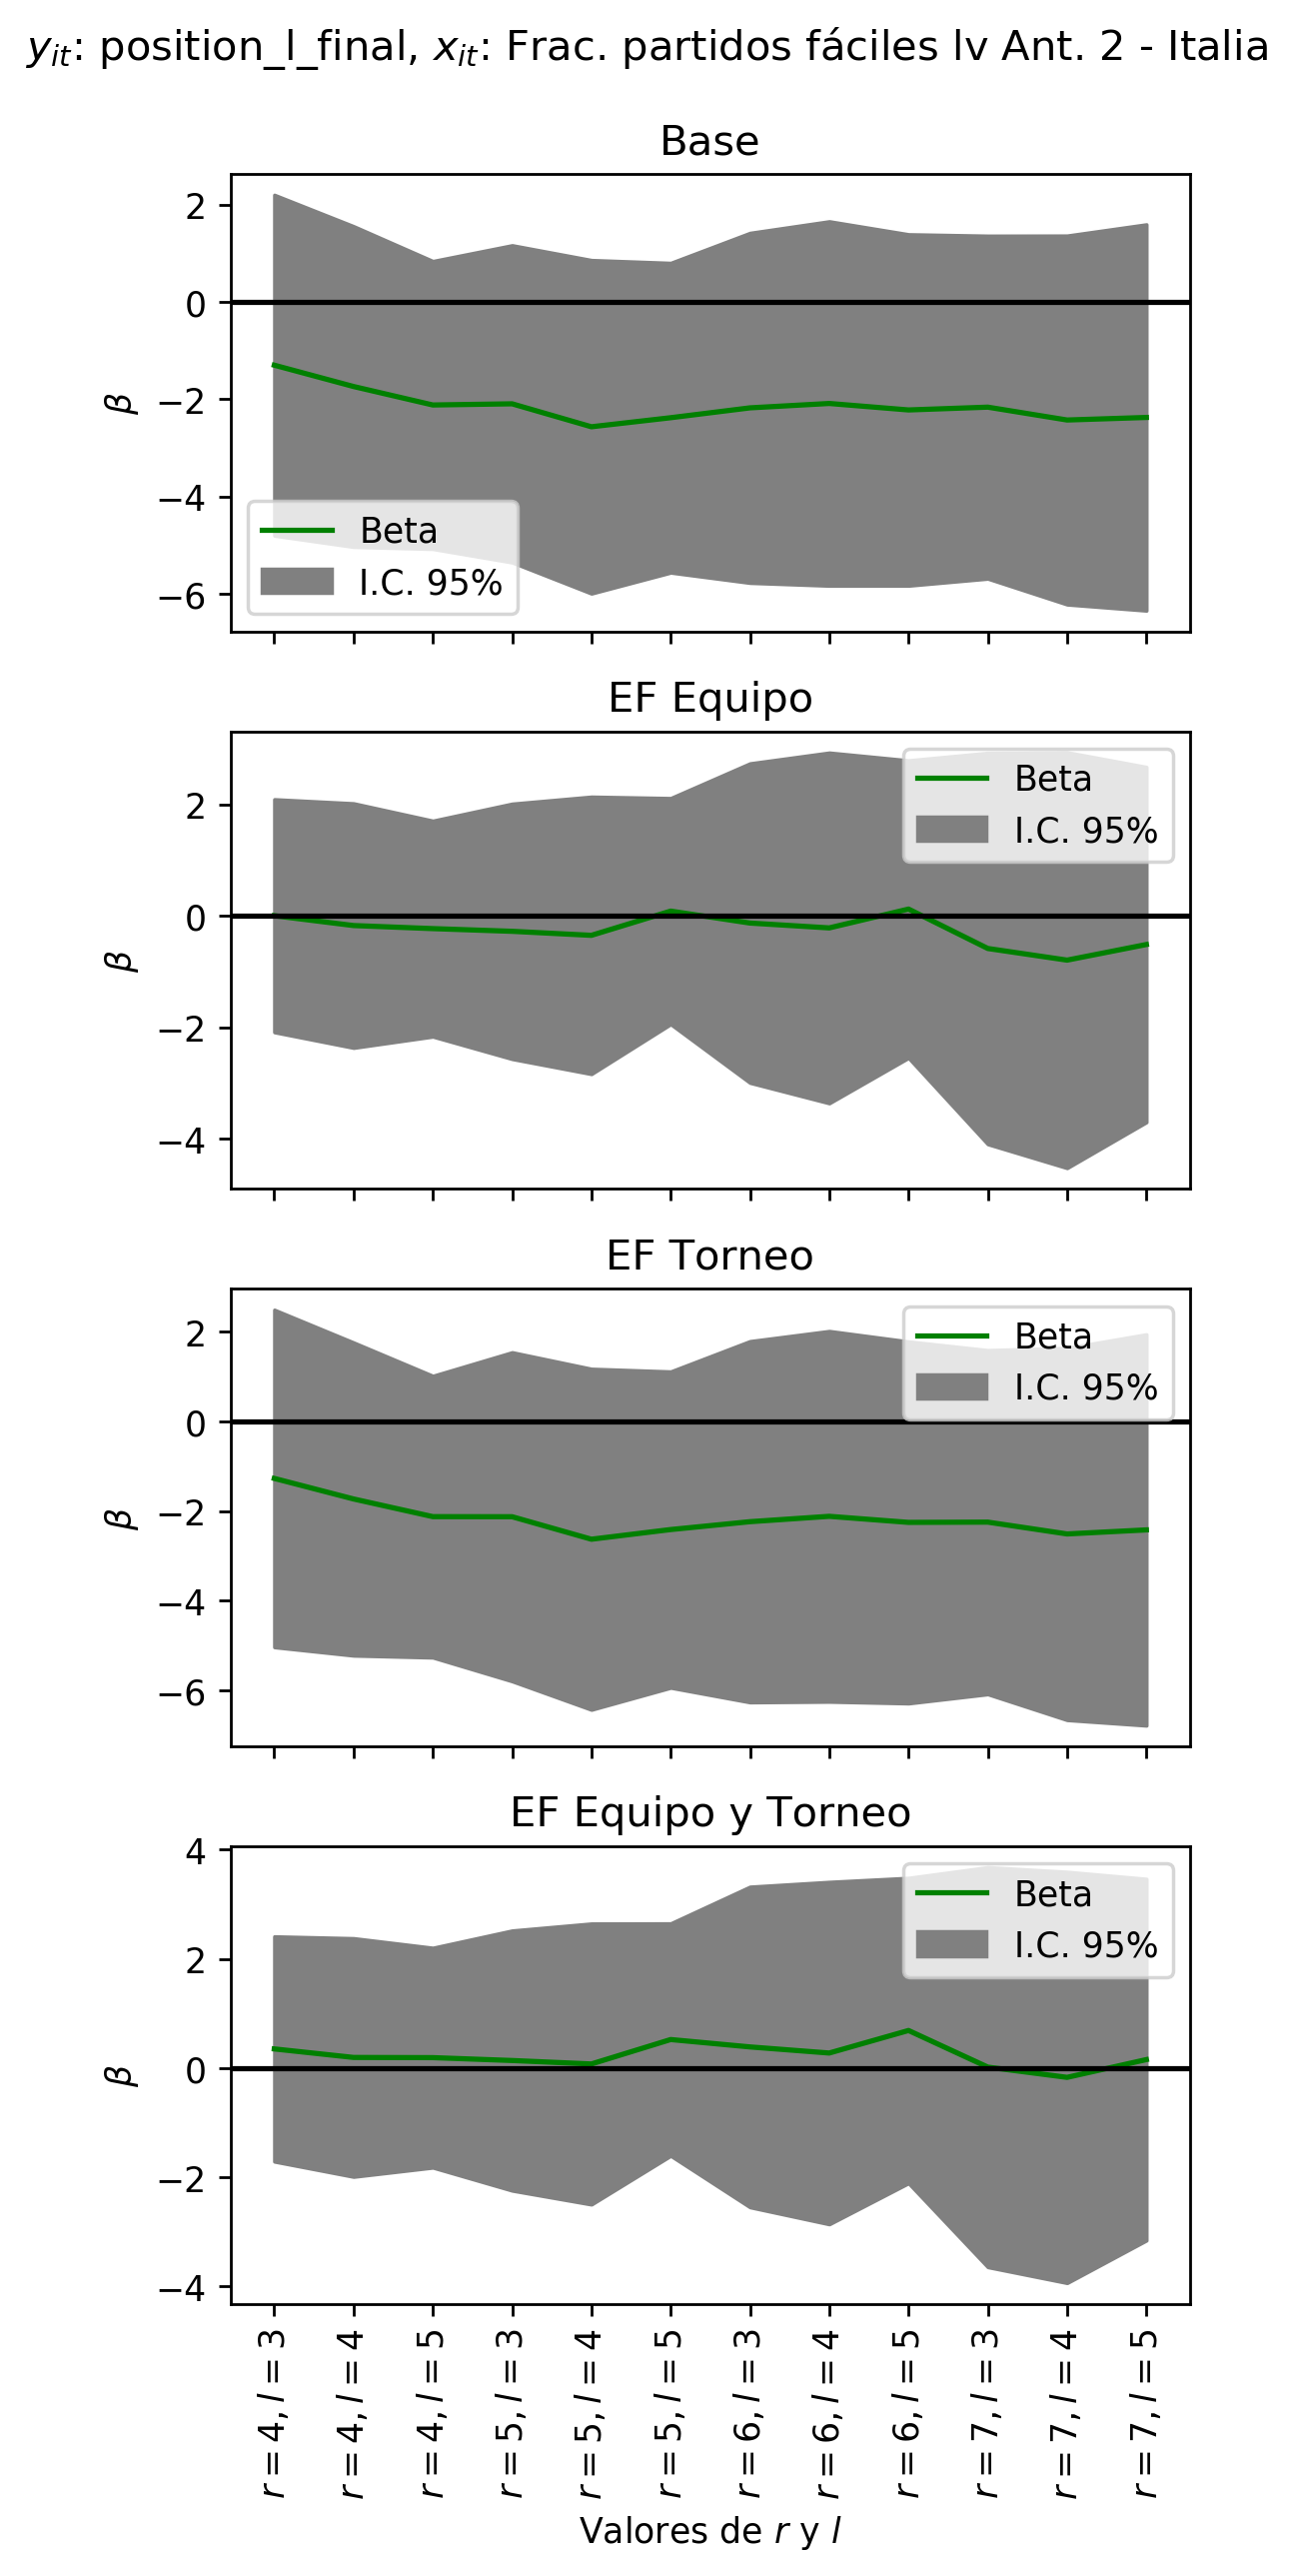 y_it: position_l_final, x_it: Frac. partidos fáciles lv Ant. 2 - Italia
Base
2
0
−2
−4
−6
β
Beta
I.C. 95%
EF Equipo
2
0
−2
−4
β
Beta
I.C. 95%
EF Torneo
2
0
−2
−4
−6
β
Beta
I.C. 95%
EF Equipo y Torneo
4
2
0
−2
−4
β
Beta
I.C. 95%
r = 4, l = 3
r = 4, l = 4
r = 4, l = 5
r = 5, l = 3
r = 5, l = 4
r = 5, l = 5
r = 6, l = 3
r = 6, l = 4
r = 6, l = 5
r = 7, l = 3
r = 7, l = 4
r = 7, l = 5
Valores de r y l